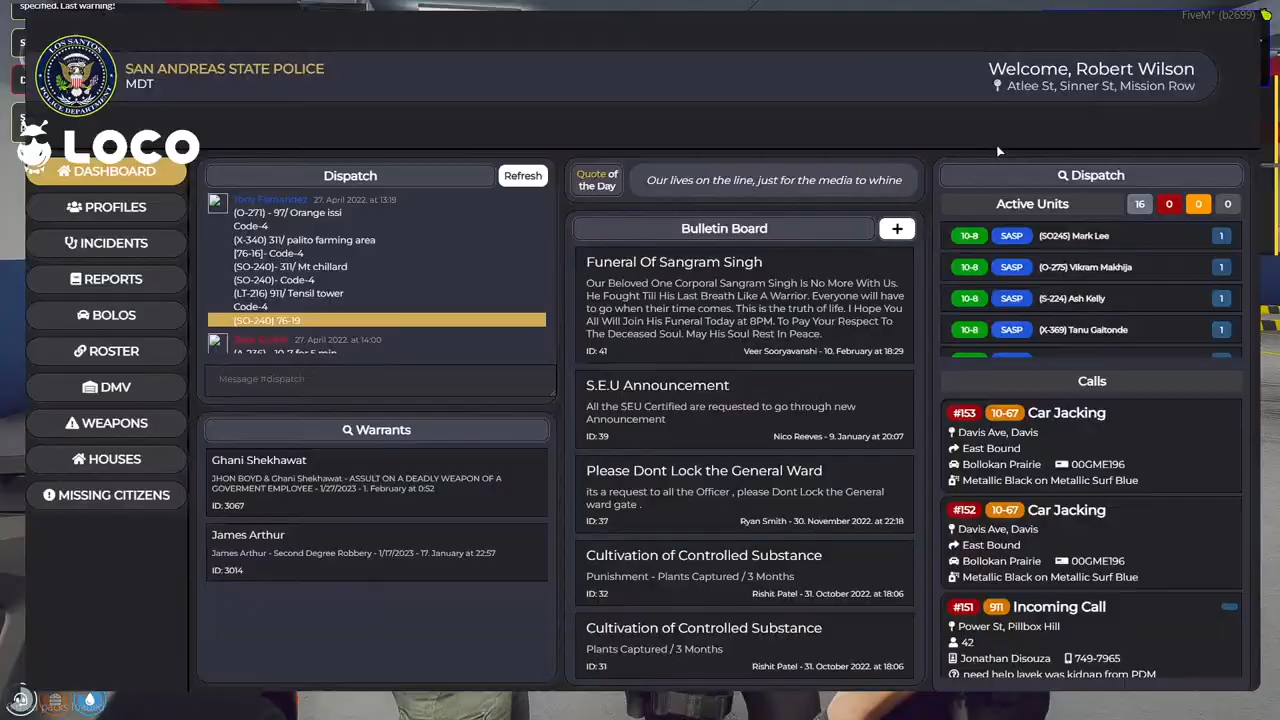 specified. Last warning!
FiveM* (b2699)
LOS SANTOS
POLICE DEPARTMENT
SAN ANDREAS STATE POLICE
MDT
Welcome, Robert Wilson
Atlee St, Sinner St, Mission Row
LOCO
DASHBOARD
PROFILES
INCIDENTS
REPORTS
BOLOS
ROSTER
DMV
WEAPONS
HOUSES
MISSING CITIZENS
Dispatch
Refresh
Tony Fernandez 27. April 2022. at 13:19
(O-271) - 97/ Orange issi
Code-4
(X-340) 311/ palito farming area
[76-16]- Code-4
(SO-240)- 311/ Mt chillard
(SO-240)- Code-4
(LT-216) 911/ Tensil tower
Code-4
(SO-240) 76-19
27. April 2022. at 14:00
Message #dispatch
Warrants
Ghani Shekhawat
JHON BOYD & Ghani Shekhawat - ASSULT ON A DEADLY WEAPON OF A
GOVERMENT EMPLOYEE - 1/27/2023 - 1. February at 0:52
ID: 3067
James Arthur
James Arthur - Second Degree Robbery - 1/17/2023 - 17. January at 22:57
ID: 3014
Quote of
the Day
Our lives on the line, just for the media to whine
Bulletin Board
+
Funeral Of Sangram Singh
Our Beloved One Corporal Sangram Singh Is No More With Us.
He Fought Till His Last Breath Like A Warrior. Everyone will have
to go when their time comes. This is the truth of life. I Hope You
All Will Join His Funeral Today at 8PM. To Pay Your Respect To
The Deceased Soul. May His Soul Rest In Peace.
ID: 41
Veer Sooryavanshi - 10. February at 18:29
S.E.U Announcement
All the SEU Certified are requested to go through new
Announcement
ID: 39
Nico Reeves - 9. January at 20:07
Please Dont Lock the General Ward
its a request to all the Officer , please Dont Lock the General
ward gate .
ID: 37
Ryan Smith - 30. November 2022. at 22:18
Cultivation of Controlled Substance
Punishment - Plants Captured / 3 Months
ID: 32
Rishit Patel - 31. October 2022. at 18:06
Cultivation of Controlled Substance
Plants Captured / 3 Months
ID: 31
Rishit Patel - 31. October 2022. at 18:06
Dispatch
Active Units 16 0 0 0
10-8 SASP (SO245) Mark Lee 1
10-8 SASP (O-275) Vikram Makhija 1
10-8 SASP (S-224) Ash Kelly 1
10-8 SASP (X-369) Tanu Gaitonde 1
Calls
#153 10-67 Car Jacking
Davis Ave, Davis
East Bound
Bollokan Prairie 00GME196
Metallic Black on Metallic Surf Blue
#152 10-67 Car Jacking
Davis Ave, Davis
East Bound
Bollokan Prairie 00GME196
Metallic Black on Metallic Surf Blue
#151 911 Incoming Call
Power St, Pillbox Hill
42
Jonathan Disouza 749-7965
need help layek was kidnap from PDM